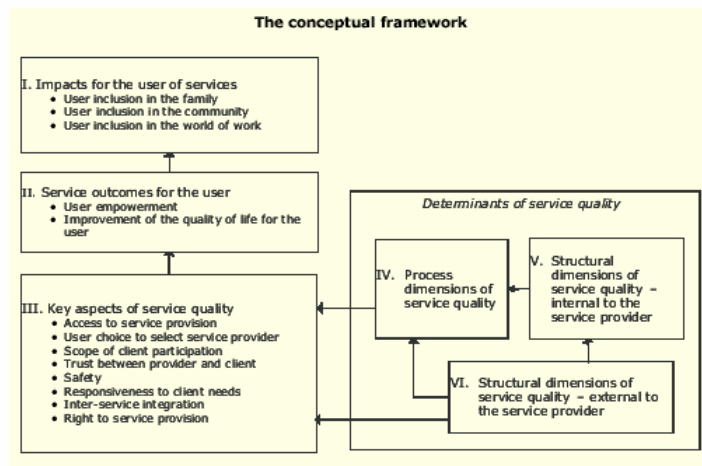 The conceptual framework
I. Impacts for the user of services
• User inclusion in the family
• User inclusion in the community
• User inclusion in the world of work
II. Service outcomes for the user
• User empowerment
• Improvement of the quality of life for the
user
III. Key aspects of service quality
• Access to service provision
• User choice to select service provider
• Scope of client participation
• Trust between provider and client
• Safety
• Responsiveness to client needs
• Inter-service integration
• Right to service provision
Determinants of service quality
IV. Process
dimensions of
service quality
V. Structural
dimensions of
service quality –
internal to the
service provider
VI. Structural dimensions of
service quality – external to
the service provider